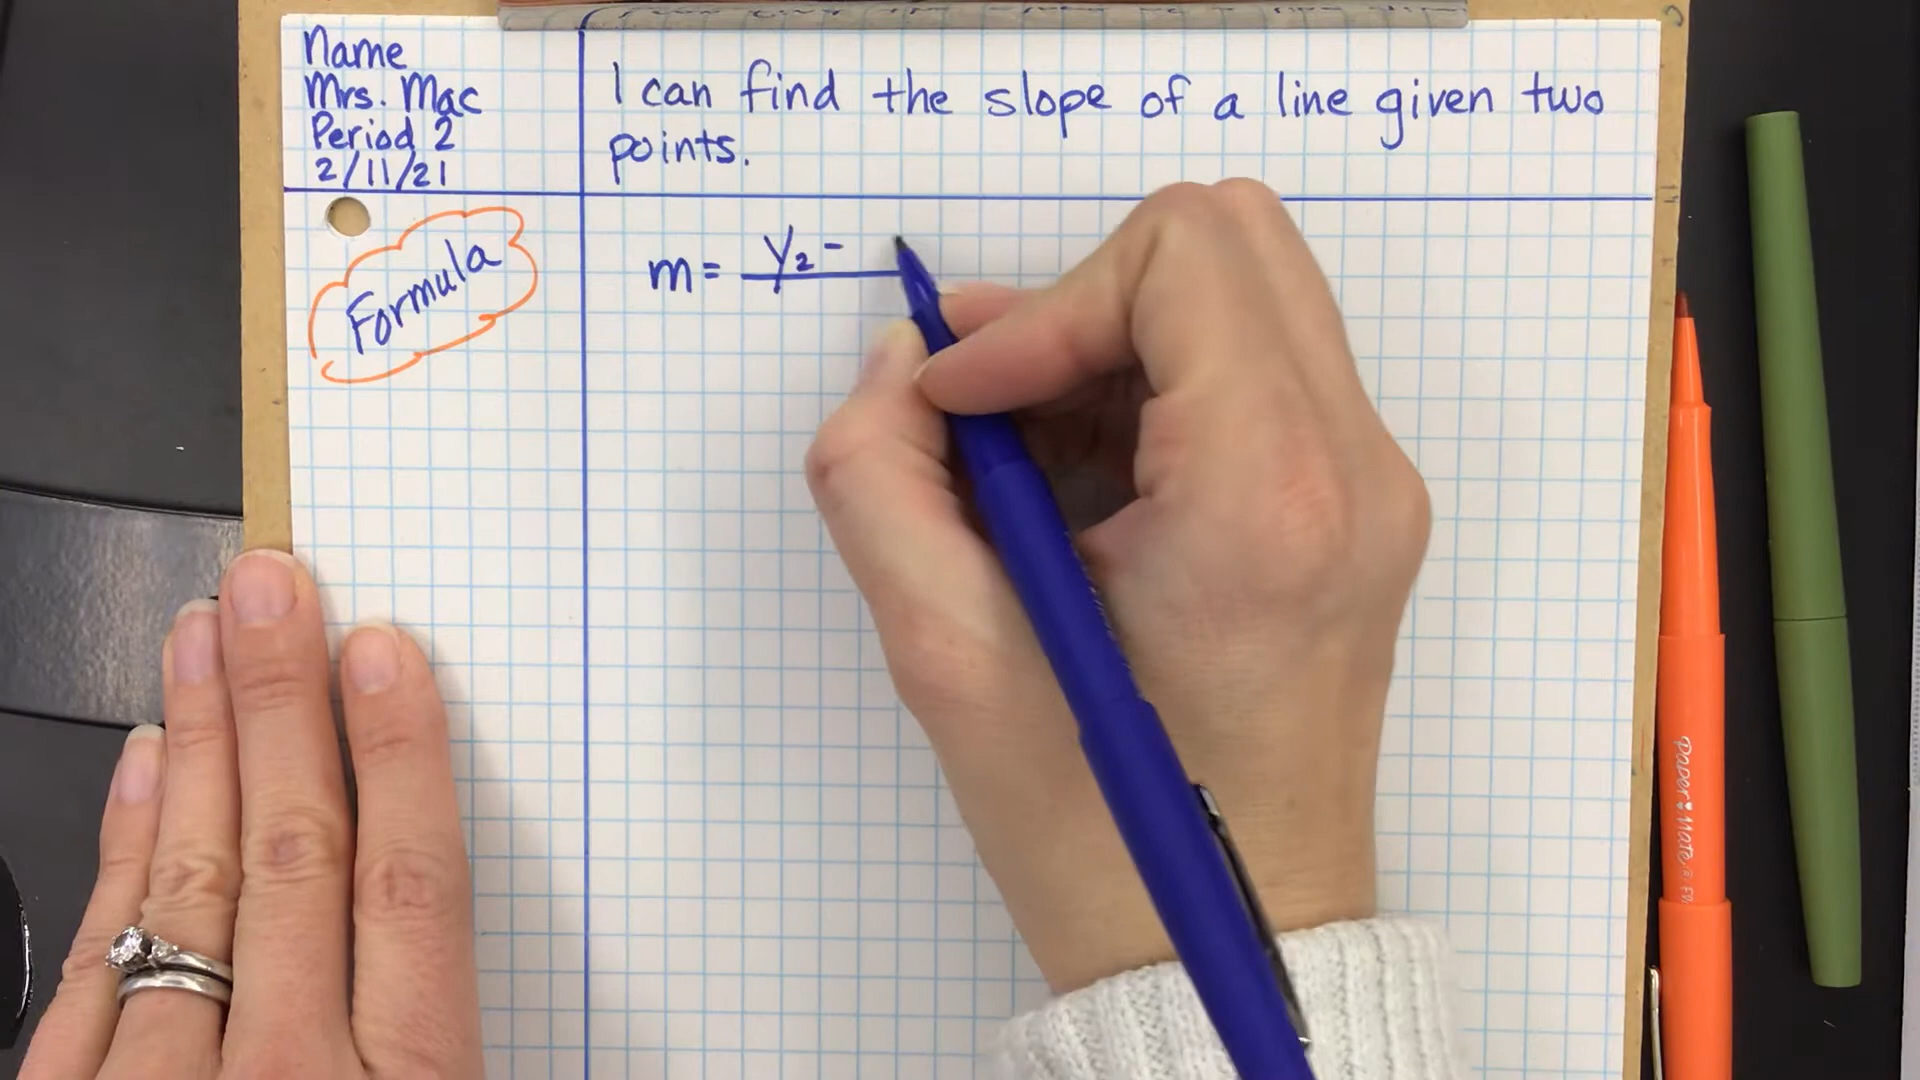 Name
Mrs. Mac
Period 2
2/11/21
I can find the slope of a line given two
points.
Formula
m = y₂ -
Paper Mate